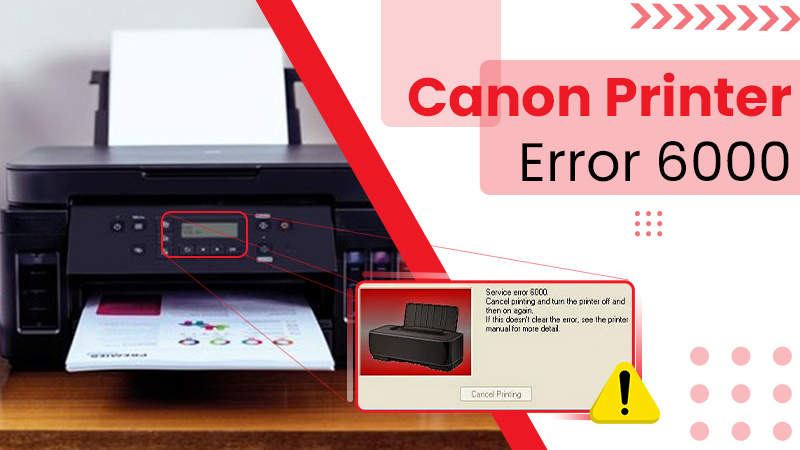 Canon Printer
Error 6000
Service error 6000.
Cancel printing and turn the printer off and
then on again.
If this doesn't clear the error, see the printer
manual for more detail.
Cancel Printing
PREMIER